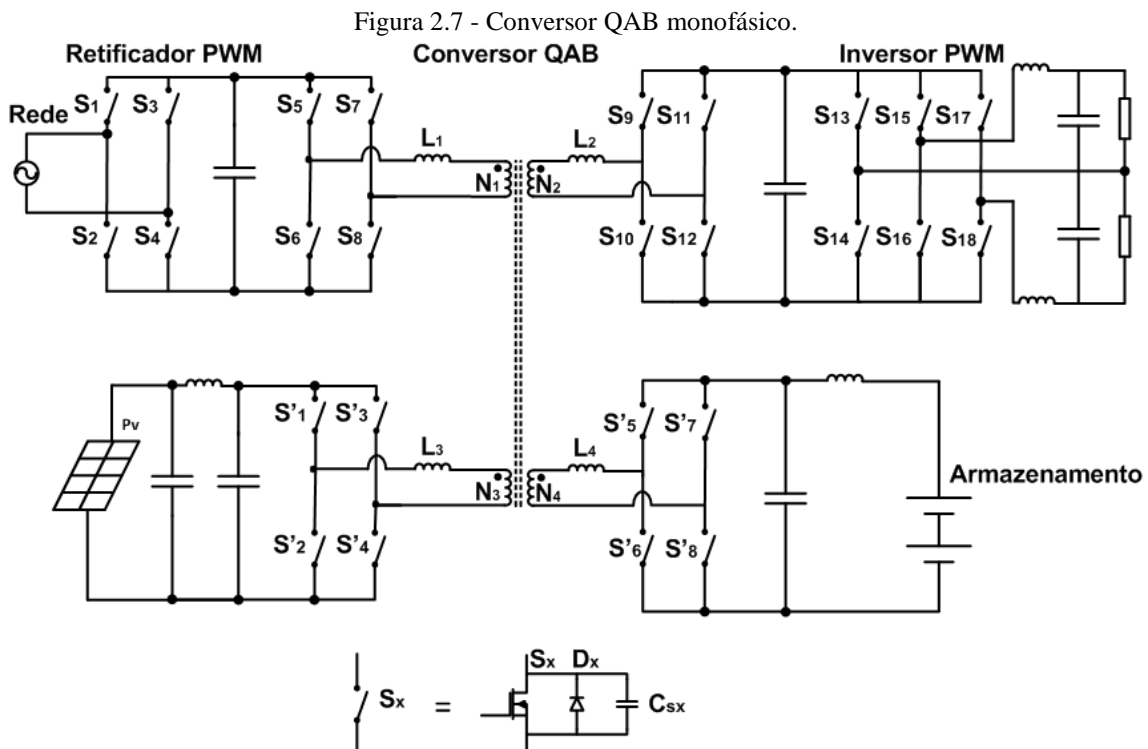 Figura 2.7 - Conversor QAB monofásico.
Retificador PWM
Conversor QAB
Inversor PWM
Rede
S1
S3
S5
S7
L1
N1
N2
L2
S9
S11
S13
S15
S17
S2
S4
S6
S8
S10
S12
S14
S16
S18
Pv
S'1
S'3
L3
N3
N4
L4
S'5
S'7
Armazenamento
S'2
S'4
S'6
S'8
Sx
=
Sx
Dx
Csx